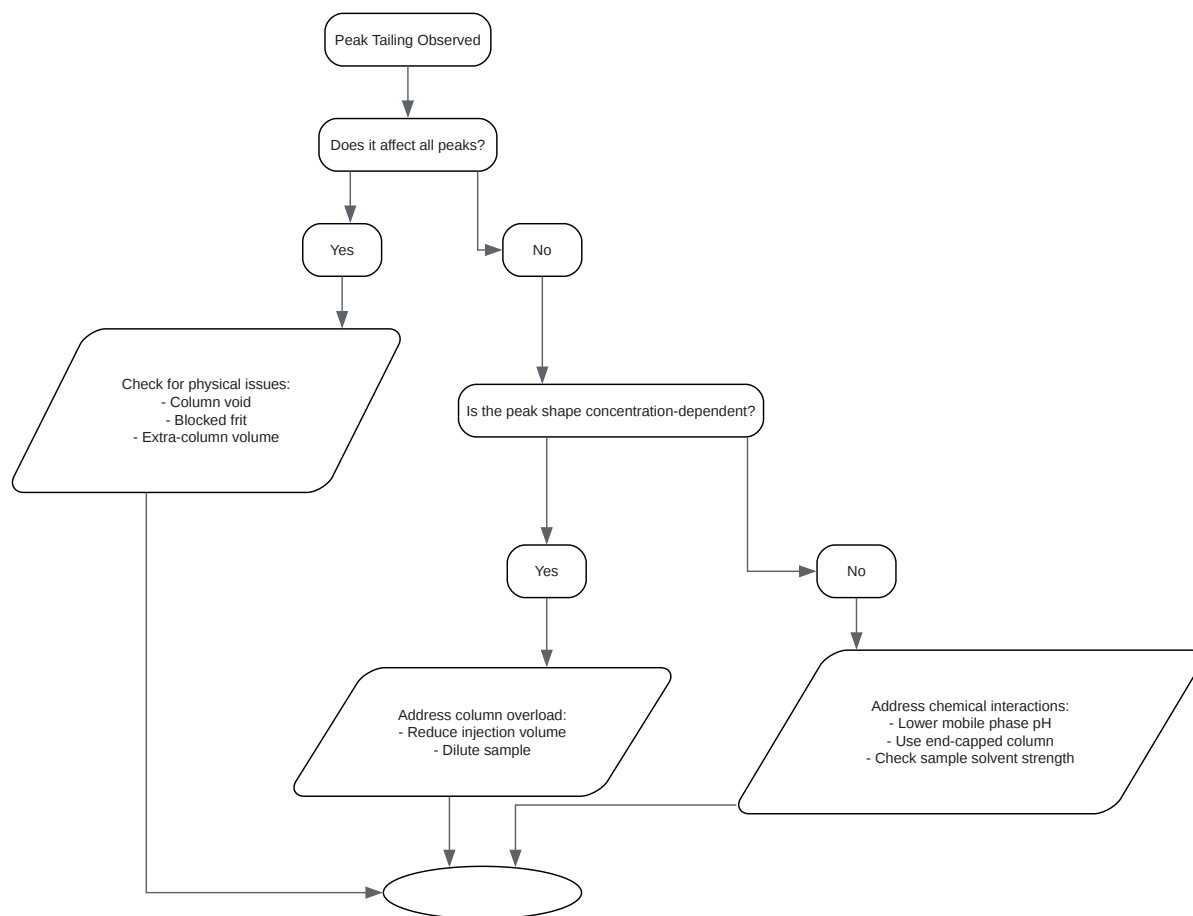 Peak Tailing Observed
Does it affect all peaks?
Yes
No
Check for physical issues:
- Column void
- Blocked frit
- Extra-column volume
Is the peak shape concentration-dependent?
Yes
No
Address column overload:
- Reduce injection volume
- Dilute sample
Address chemical interactions:
- Lower mobile phase pH
- Use end-capped column
- Check sample solvent strength